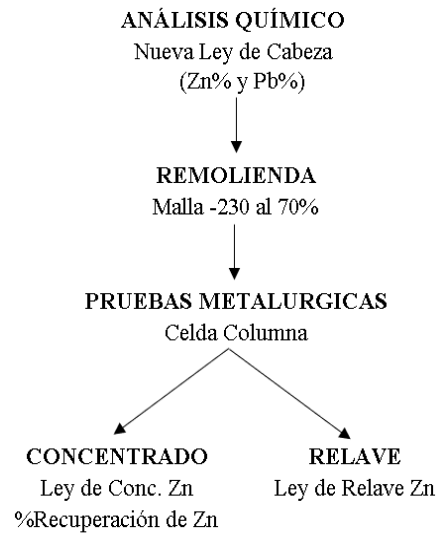 ANÁLISIS QUÍMICO
Nueva Ley de Cabeza
(Zn% y Pb%)
REMOLIENDA
Malla -230 al 70%
PRUEBAS METALURGICAS
Celda Columna
CONCENTRADO
Ley de Conc. Zn
%Recuperación de Zn
RELAVE
Ley de Relave Zn